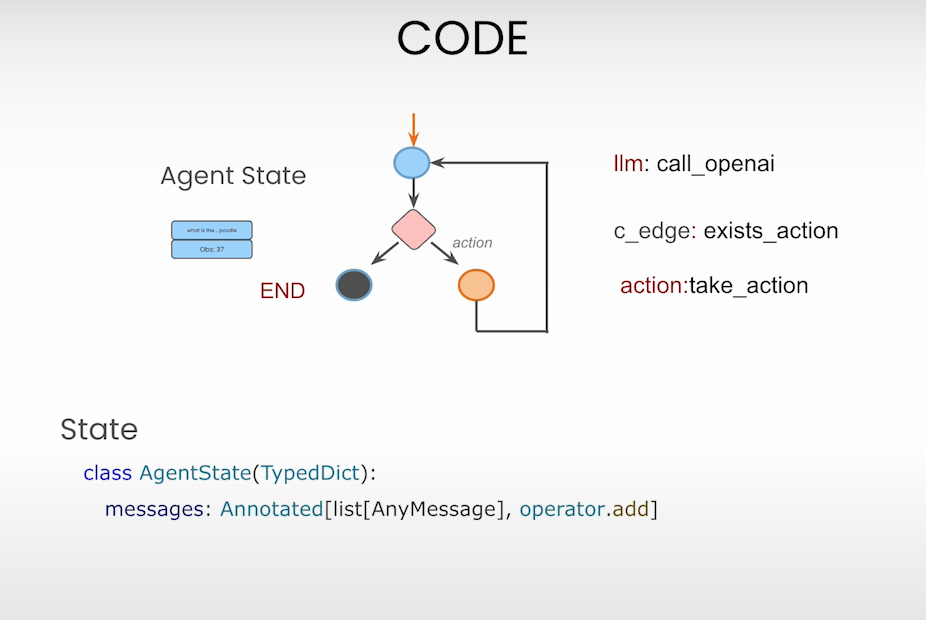 CODE
Agent State
what is the . poodle
Obs: 37
action
END
llm: call_openai
c_edge: exists_action
action:take_action
State
class AgentState(TypedDict):
messages: Annotated[list[AnyMessage], operator.add]